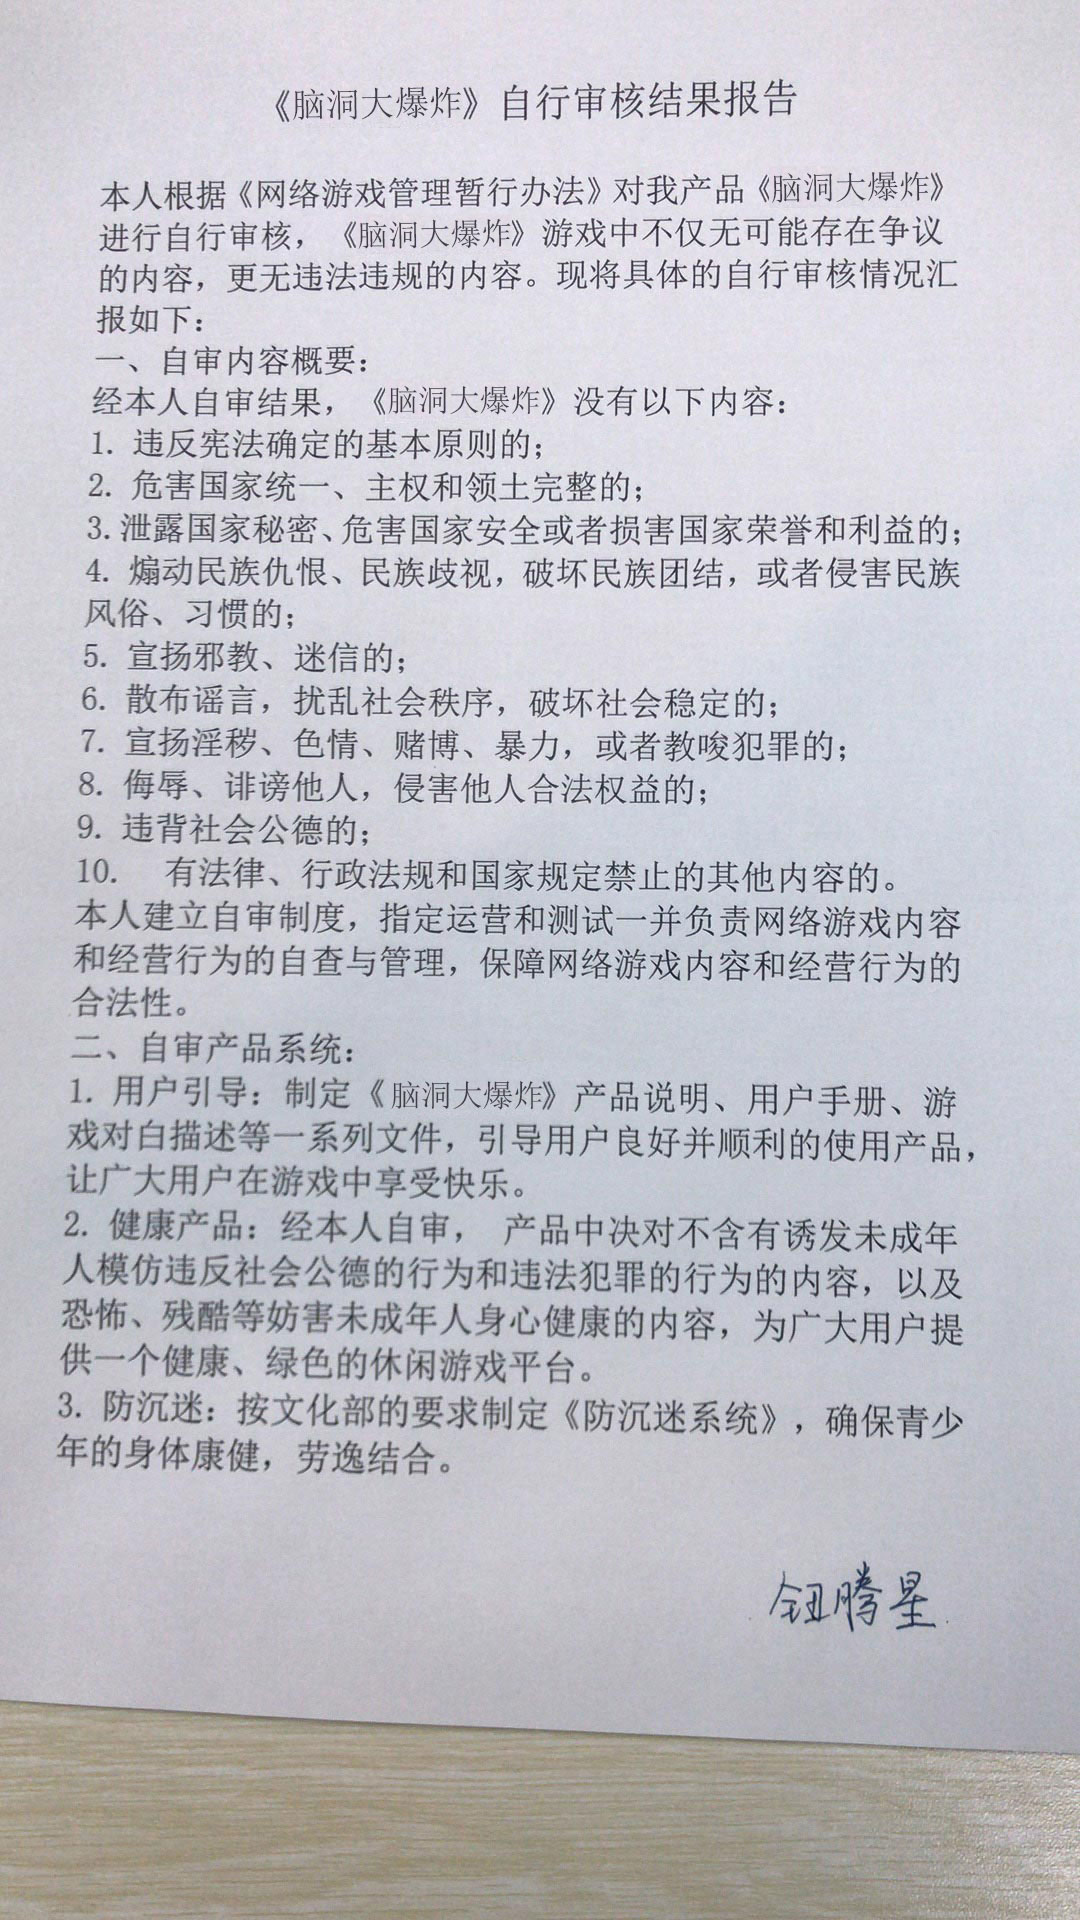 《脑洞大爆炸》自行审核结果报告
本人根据《网络游戏管理暂行办法》对我产品《脑洞大爆炸》
进行自行审核，《脑洞大爆炸》游戏中不仅无可能存在争议
的内容，更无违法违规的内容。现将具体的自行审核情况汇
报如下：
一、自审内容概要：
经本人自审结果，《脑洞大爆炸》没有以下内容：
1. 违反宪法确定的基本原则的；
2. 危害国家统一、主权和领土完整的；
3.泄露国家秘密、危害国家安全或者损害国家荣誉和利益的；
4. 煽动民族仇恨、民族歧视，破坏民族团结，或者侵害民族
风俗、习惯的；
5. 宣扬邪教、迷信的；
6. 散布谣言，扰乱社会秩序，破坏社会稳定的；
7. 宣扬淫秽、色情、赌博、暴力，或者教唆犯罪的；
8. 侮辱、诽谤他人，侵害他人合法权益的；
9. 违背社会公德的；
10. 有法律、行政法规和国家规定禁止的其他内容的。
本人建立自审制度，指定运营和测试一并负责网络游戏内容
和经营行为的自查与管理，保障网络游戏内容和经营行为的
合法性。
二、自审产品系统：
1. 用户引导：制定《脑洞大爆炸》产品说明、用户手册、游
戏对白描述等一系列文件，引导用户良好并顺利的使用产品，
让广大用户在游戏中享受快乐。
2. 健康产品：经本人自审， 产品中决对不含有诱发未成年
人模仿违反社会公德的行为和违法犯罪的行为的内容，以及
恐怖、残酷等妨害未成年人身心健康的内容，为广大用户提
供一个健康、绿色的休闲游戏平台。
3. 防沉迷：按文化部的要求制定《防沉迷系统》，确保青少
年的身体康健，劳逸结合。
钮腾星